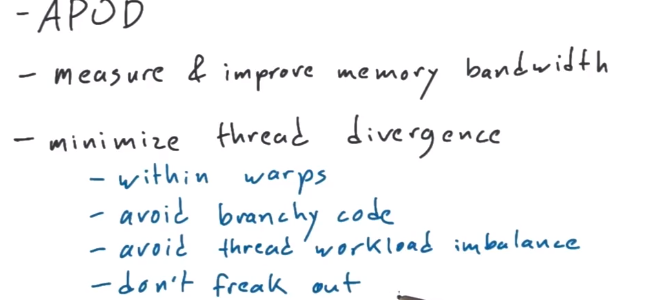 - APOD
- measure & improve memory bandwidth
- minimize thread divergence
- within warps
- avoid branchy code
- avoid thread workload imbalance
- don't freak out